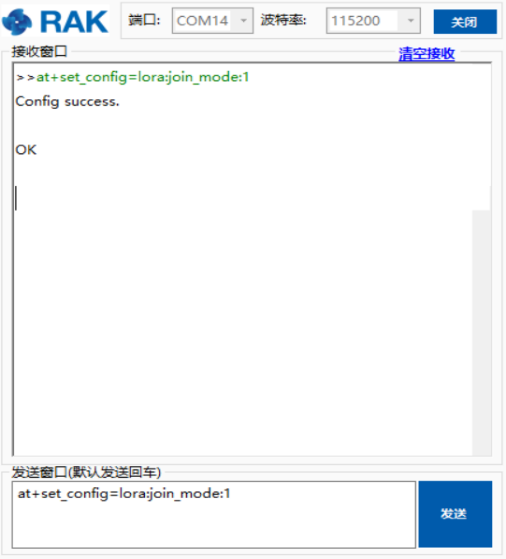 RAK 端口: COM14 波特率: 115200 关闭
接收窗口 清空接收
>>at+set_config=lora:join_mode:1
Config success.
OK
发送窗口(默认发送回车)
at+set_config=lora:join_mode:1
发送